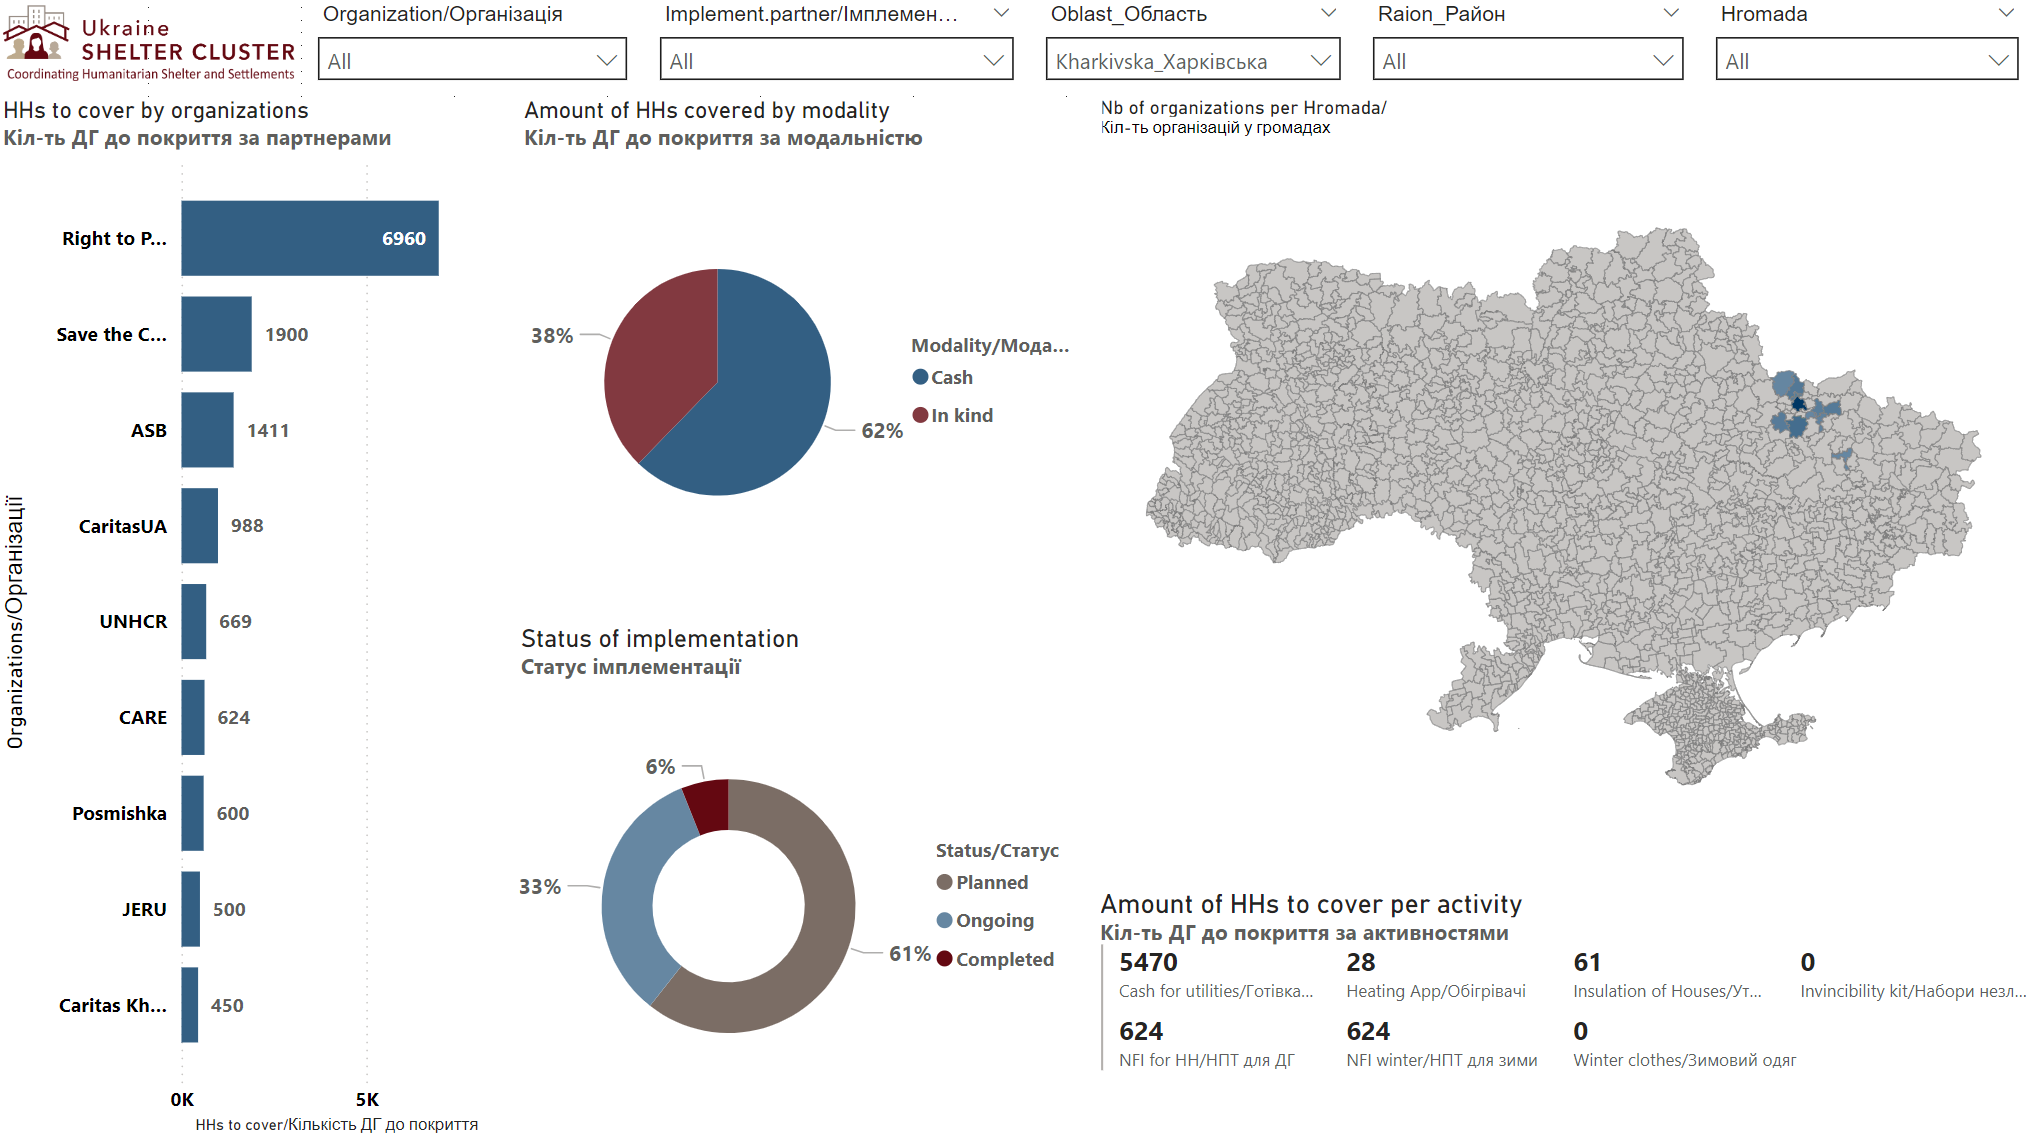 Ukraine
SHELTER CLUSTER
Coordinating Humanitarian Shelter and Settlements
Organization/Організація
All
Implement.partner/Імплемен...
All
Oblast_Область
Kharkivska_Харківська
Raion_Район
All
Hromada
All
HHs to cover by organizations
Кіл-ть ДГ до покриття за партнерами
Organizations/Організації
Right to P... 6960
Save the C... 1900
ASB 1411
CaritasUA 988
UNHCR 669
CARE 624
Posmishka 600
JERU 500
Caritas Kh... 450
0K 5K
HHs to cover/Кількість ДГ до покриття
Amount of HHs covered by modality
Кіл-ть ДГ до покриття за модальністю
38%
62%
Modality/Мода...
Cash
In kind
Status of implementation
Статус імплементації
6%
33%
61%
Status/Статус
Planned
Ongoing
Completed
Nb of organizations per Hromada/
Кіл-ть організацій у громадах
Amount of HHs to cover per activity
Кіл-ть ДГ до покриття за активностями
5470
Cash for utilities/Готівка...
28
Heating App/Обігрівачі
61
Insulation of Houses/Ут...
0
Invincibility kit/Набори незл...
624
NFI for HH/НПТ для ДГ
624
NFI winter/НПТ для зими
0
Winter clothes/Зимовий одяг